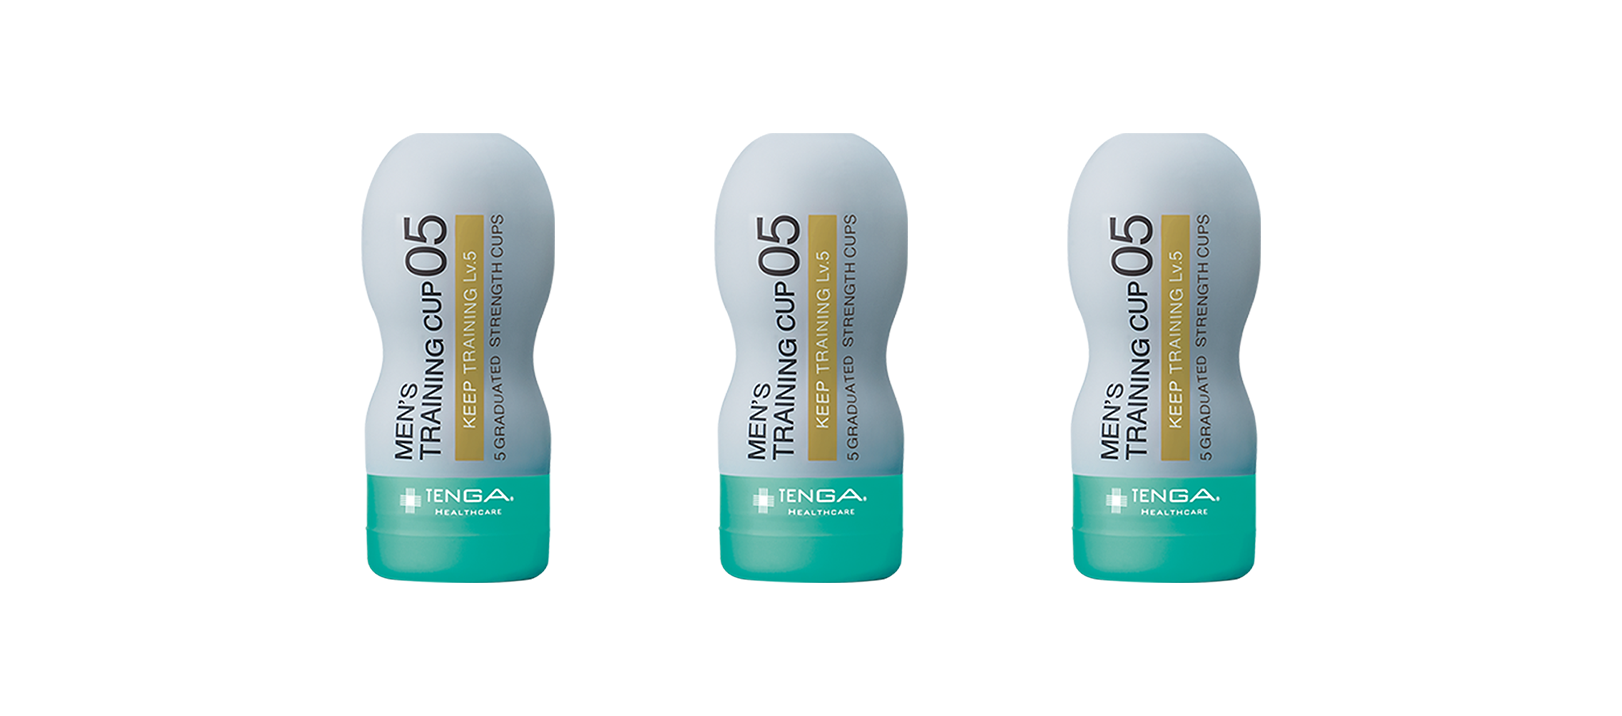 MEN'S
TRAINING CUP 05
KEEP TRAINING Lv.5
5 GRADUATED STRENGTH CUPS
TENGA®
HEALTHCARE
MEN'S
TRAINING CUP 05
KEEP TRAINING Lv.5
5 GRADUATED STRENGTH CUPS
TENGA®
HEALTHCARE
MEN'S
TRAINING CUP 05
KEEP TRAINING Lv.5
5 GRADUATED STRENGTH CUPS
TENGA®
HEALTHCARE